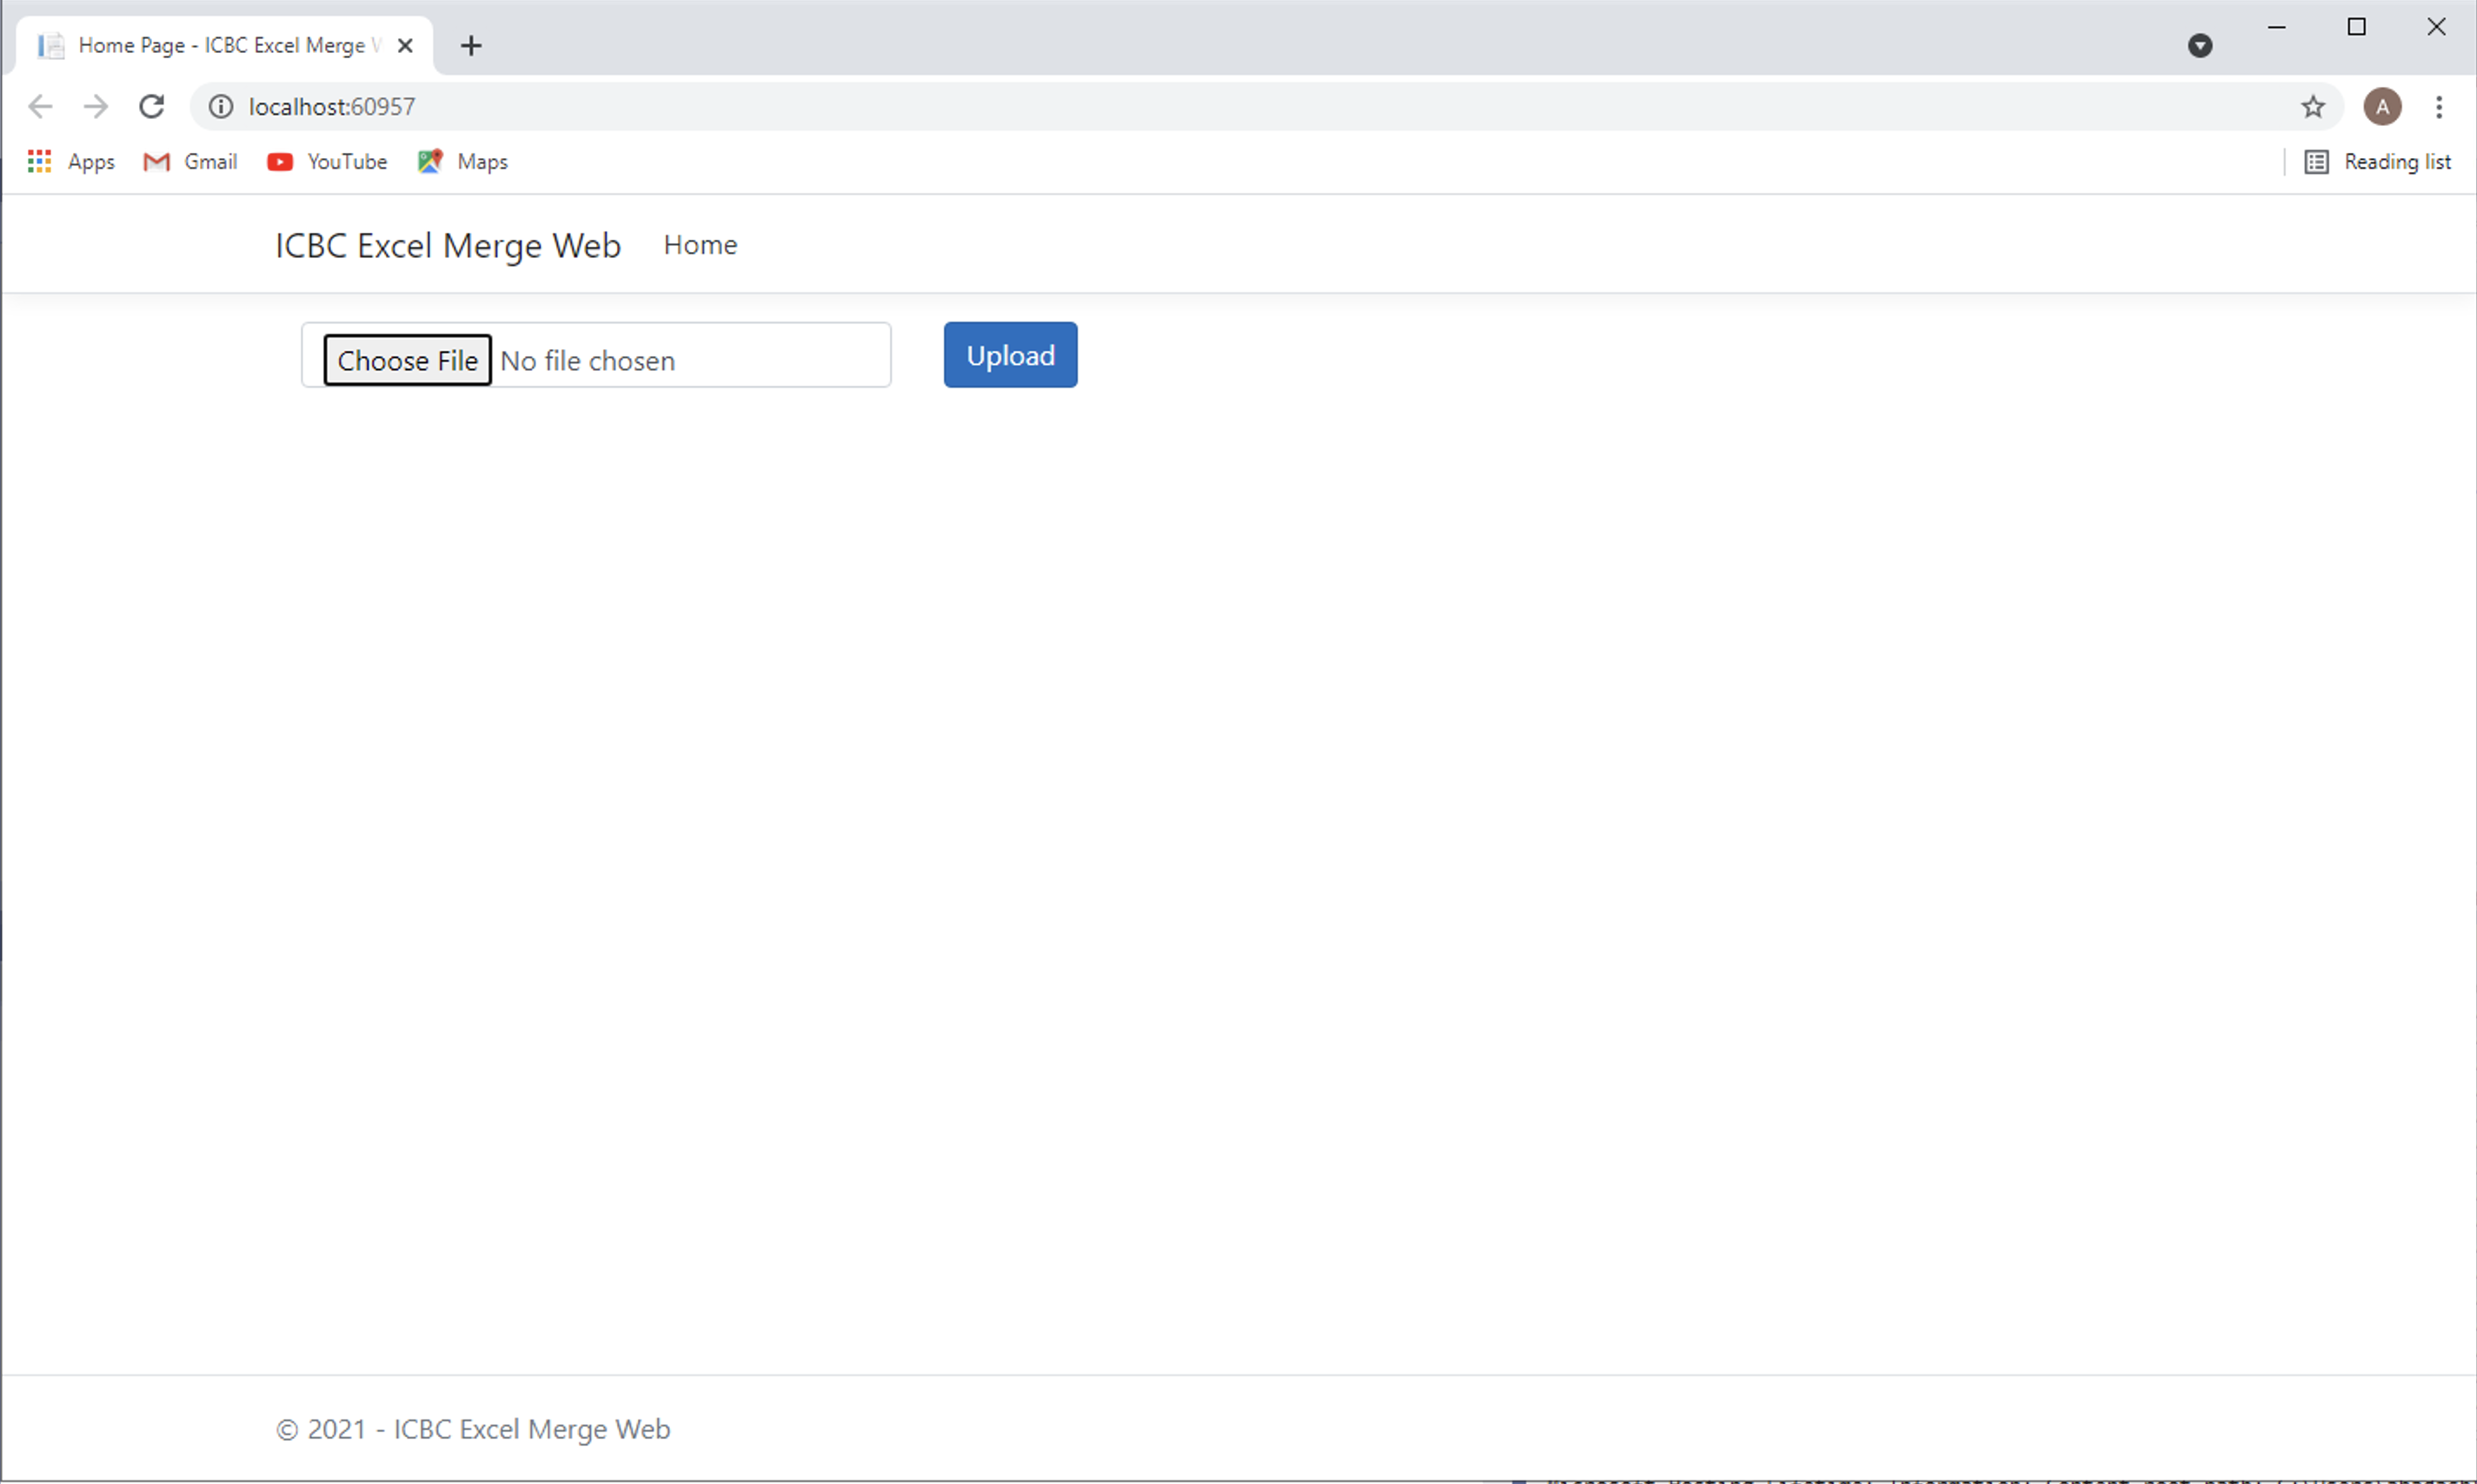 Home Page - ICBC Excel Merge
localhost:60957
A
Apps Gmail YouTube Maps Reading list
ICBC Excel Merge Web Home
Choose File No file chosen Upload
© 2021 - ICBC Excel Merge Web